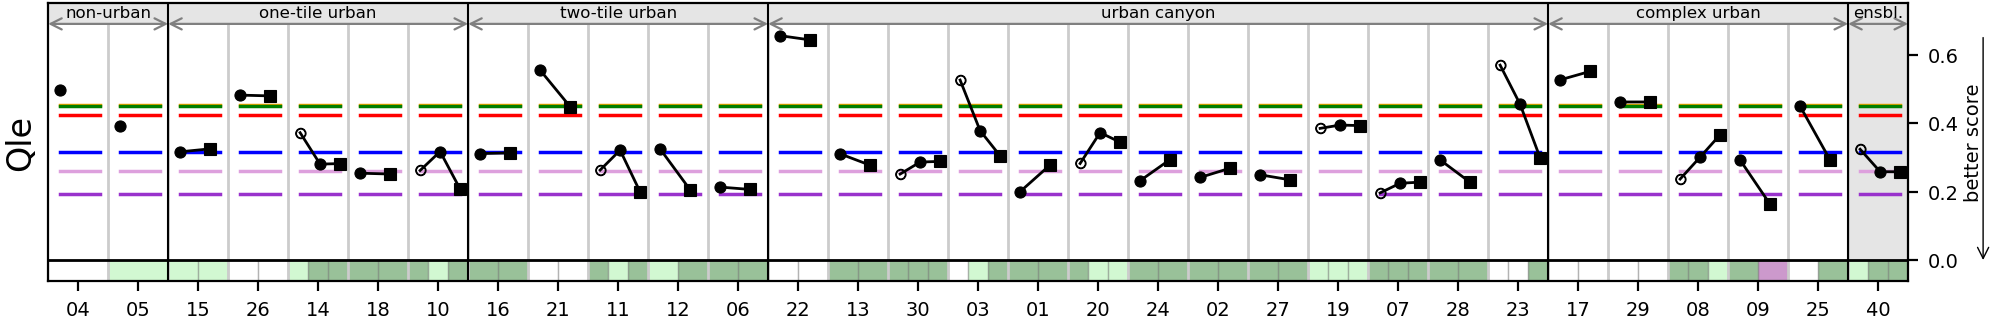 non-urban one-tile urban two-tile urban urban canyon complex urban ensbl.
Qle
0.6
0.4
0.2
0.0
better score
04 05 15 26 14 18 10 16 21 11 12 06 22 13 30 03 01 20 24 02 27 19 07 28 23 17 29 08 09 25 40